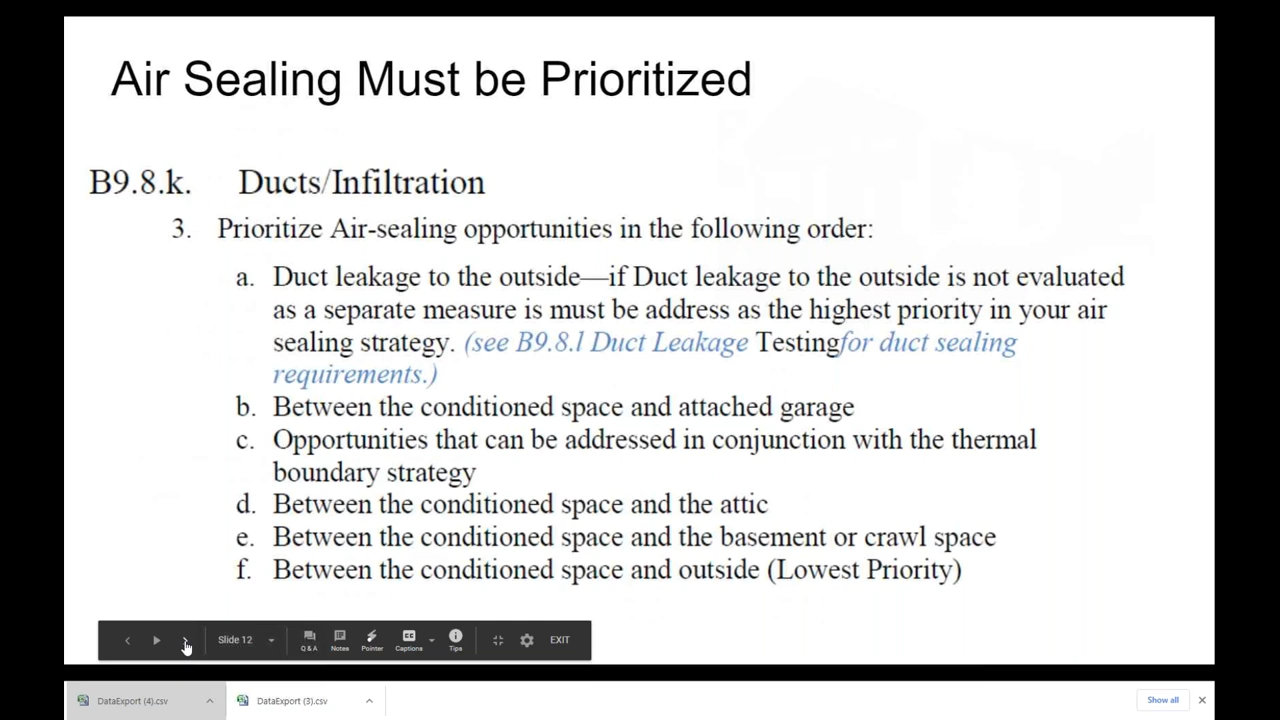 Air Sealing Must be Prioritized
B9.8.k. Ducts/Infiltration
3. Prioritize Air-sealing opportunities in the following order:
a. Duct leakage to the outside—if Duct leakage to the outside is not evaluated
as a separate measure is must be address as the highest priority in your air
sealing strategy. (see B9.8.l Duct Leakage Testingfor duct sealing
requirements.)
b. Between the conditioned space and attached garage
c. Opportunities that can be addressed in conjunction with the thermal
boundary strategy
d. Between the conditioned space and the attic
e. Between the conditioned space and the basement or crawl space
f. Between the conditioned space and outside (Lowest Priority)
Slide 12
Q & A
Notes
Pointer
CC
Captions
Tips
EXIT
DataExport (4).csv
DataExport (3).csv
Show all